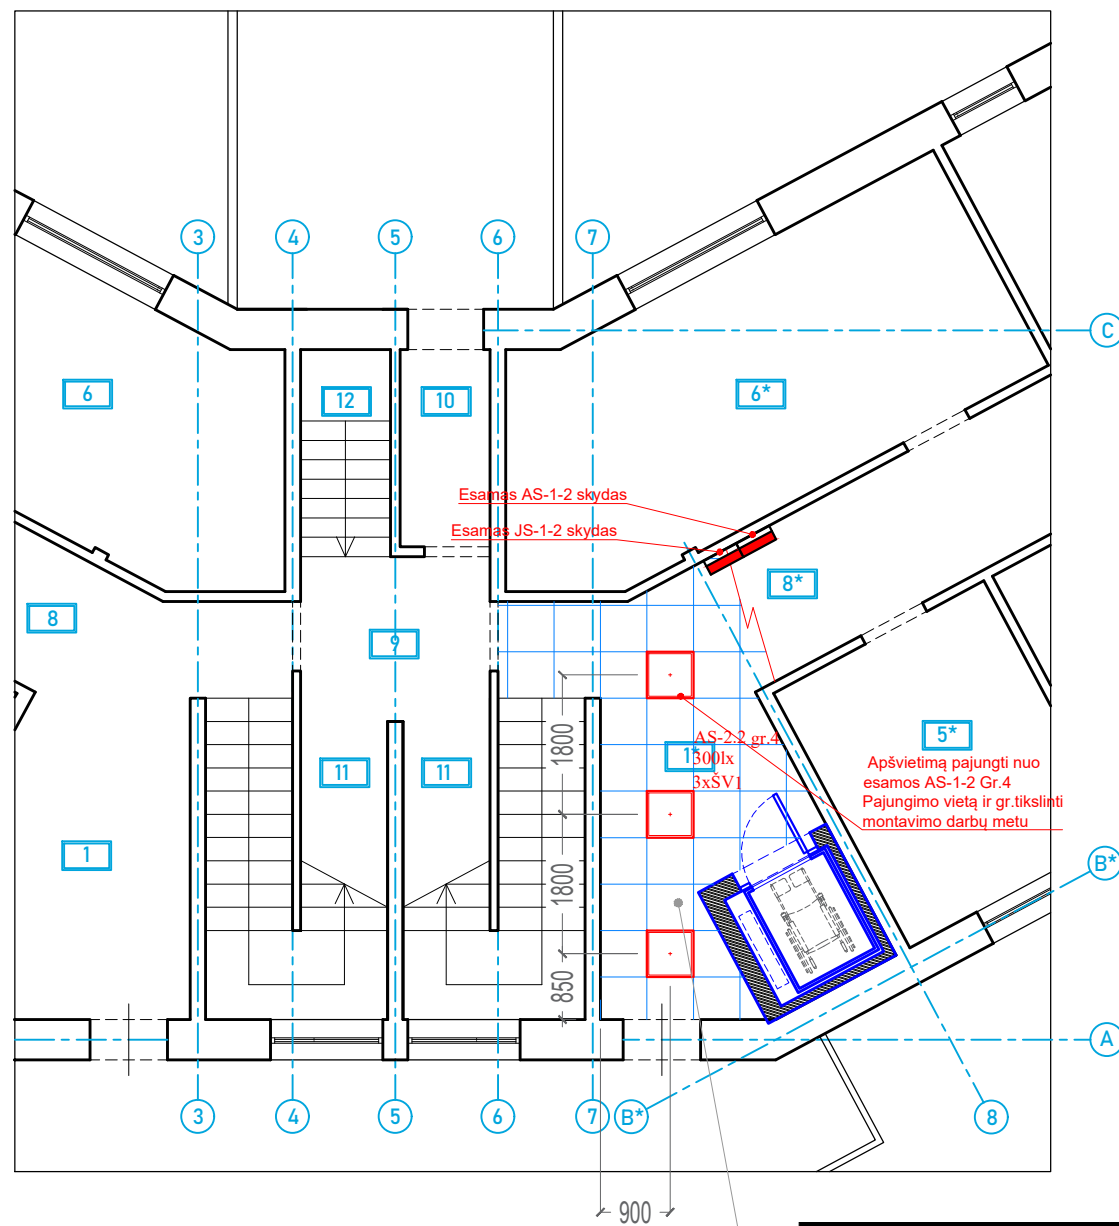 3
4
5
6
7
C
6
12
10
6*
Esamas AS-1-2 skydas
Esamas JS-1-2 skydas
8*
8
9
1800
AS-2.2 gr.4
1*
300lx
3xŠV1
5*
Apšvietimą pajungti nuo
esamos AS-1-2 Gr.4
Pajungimo vietą ir gr.tikslinti
montavimo darbų metu
11
11
1
1800
B*
850
A
3
4
5
6
7
B*
8
900